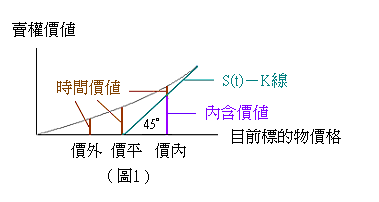 賣權價值
S(t)－K線
時間價值
內含價值
45°
目前標的物價格
價外 價平 價內
（圖1）